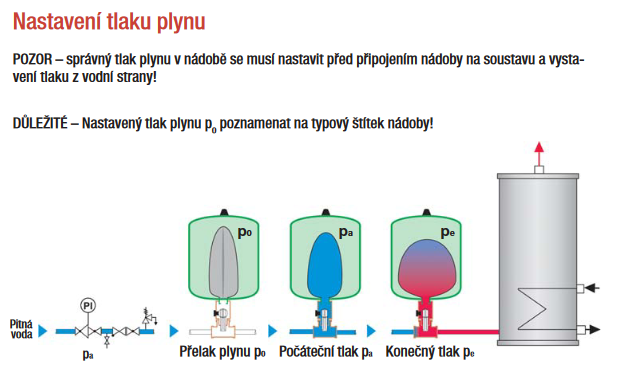 Nastavení tlaku plynu
POZOR – správný tlak plynu v nádobě se musí nastavit před připojením nádoby na soustavu a vysta-
vení tlaku z vodní strany!
DŮLEŽITÉ – Nastavený tlak plynu p0 poznamenat na typový štítek nádoby!
p0
pa
pe
PI
Pitná
voda
pa
Přelak plynu p0
Počáteční tlak pa
Konečný tlak pe